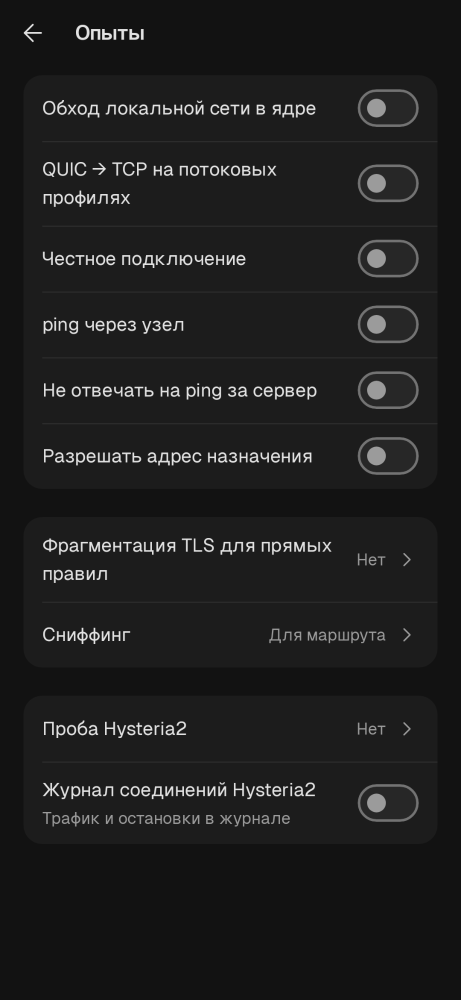 Опыты
Обход локальной сети в ядре
QUIC → TCP на потоковых
профилях
Честное подключение
ping через узел
Не отвечать на ping за сервер
Разрешать адрес назначения
Фрагментация TLS для прямых
правил
Нет
Сниффинг
Для маршрута
Проба Hysteria2
Нет
Журнал соединений Hysteria2
Трафик и остановки в журнале